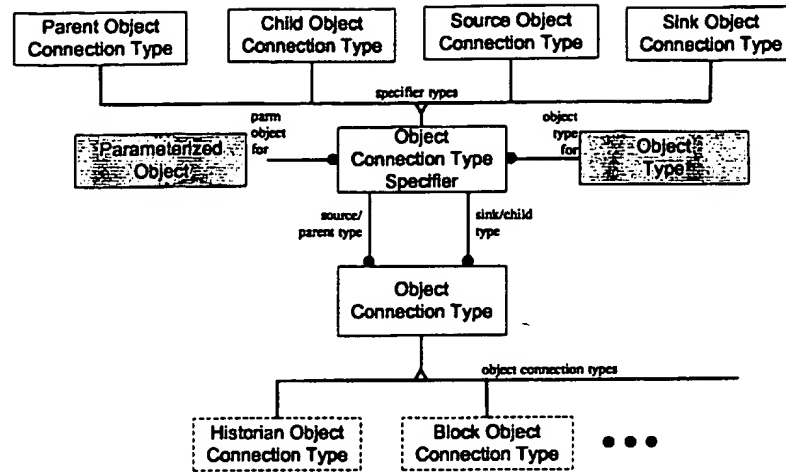 Parent Object
Connection Type
Child Object
Connection Type
Source Object
Connection Type
Sink Object
Connection Type
specifier types
parm
object
for
object
type
for
Parameterized
Object
Object
Connection Type
Specifier
Object
Type
source/
parent type
sink/child
type
Object
Connection Type
object connection types
Historian Object
Connection Type
Block Object
Connection Type